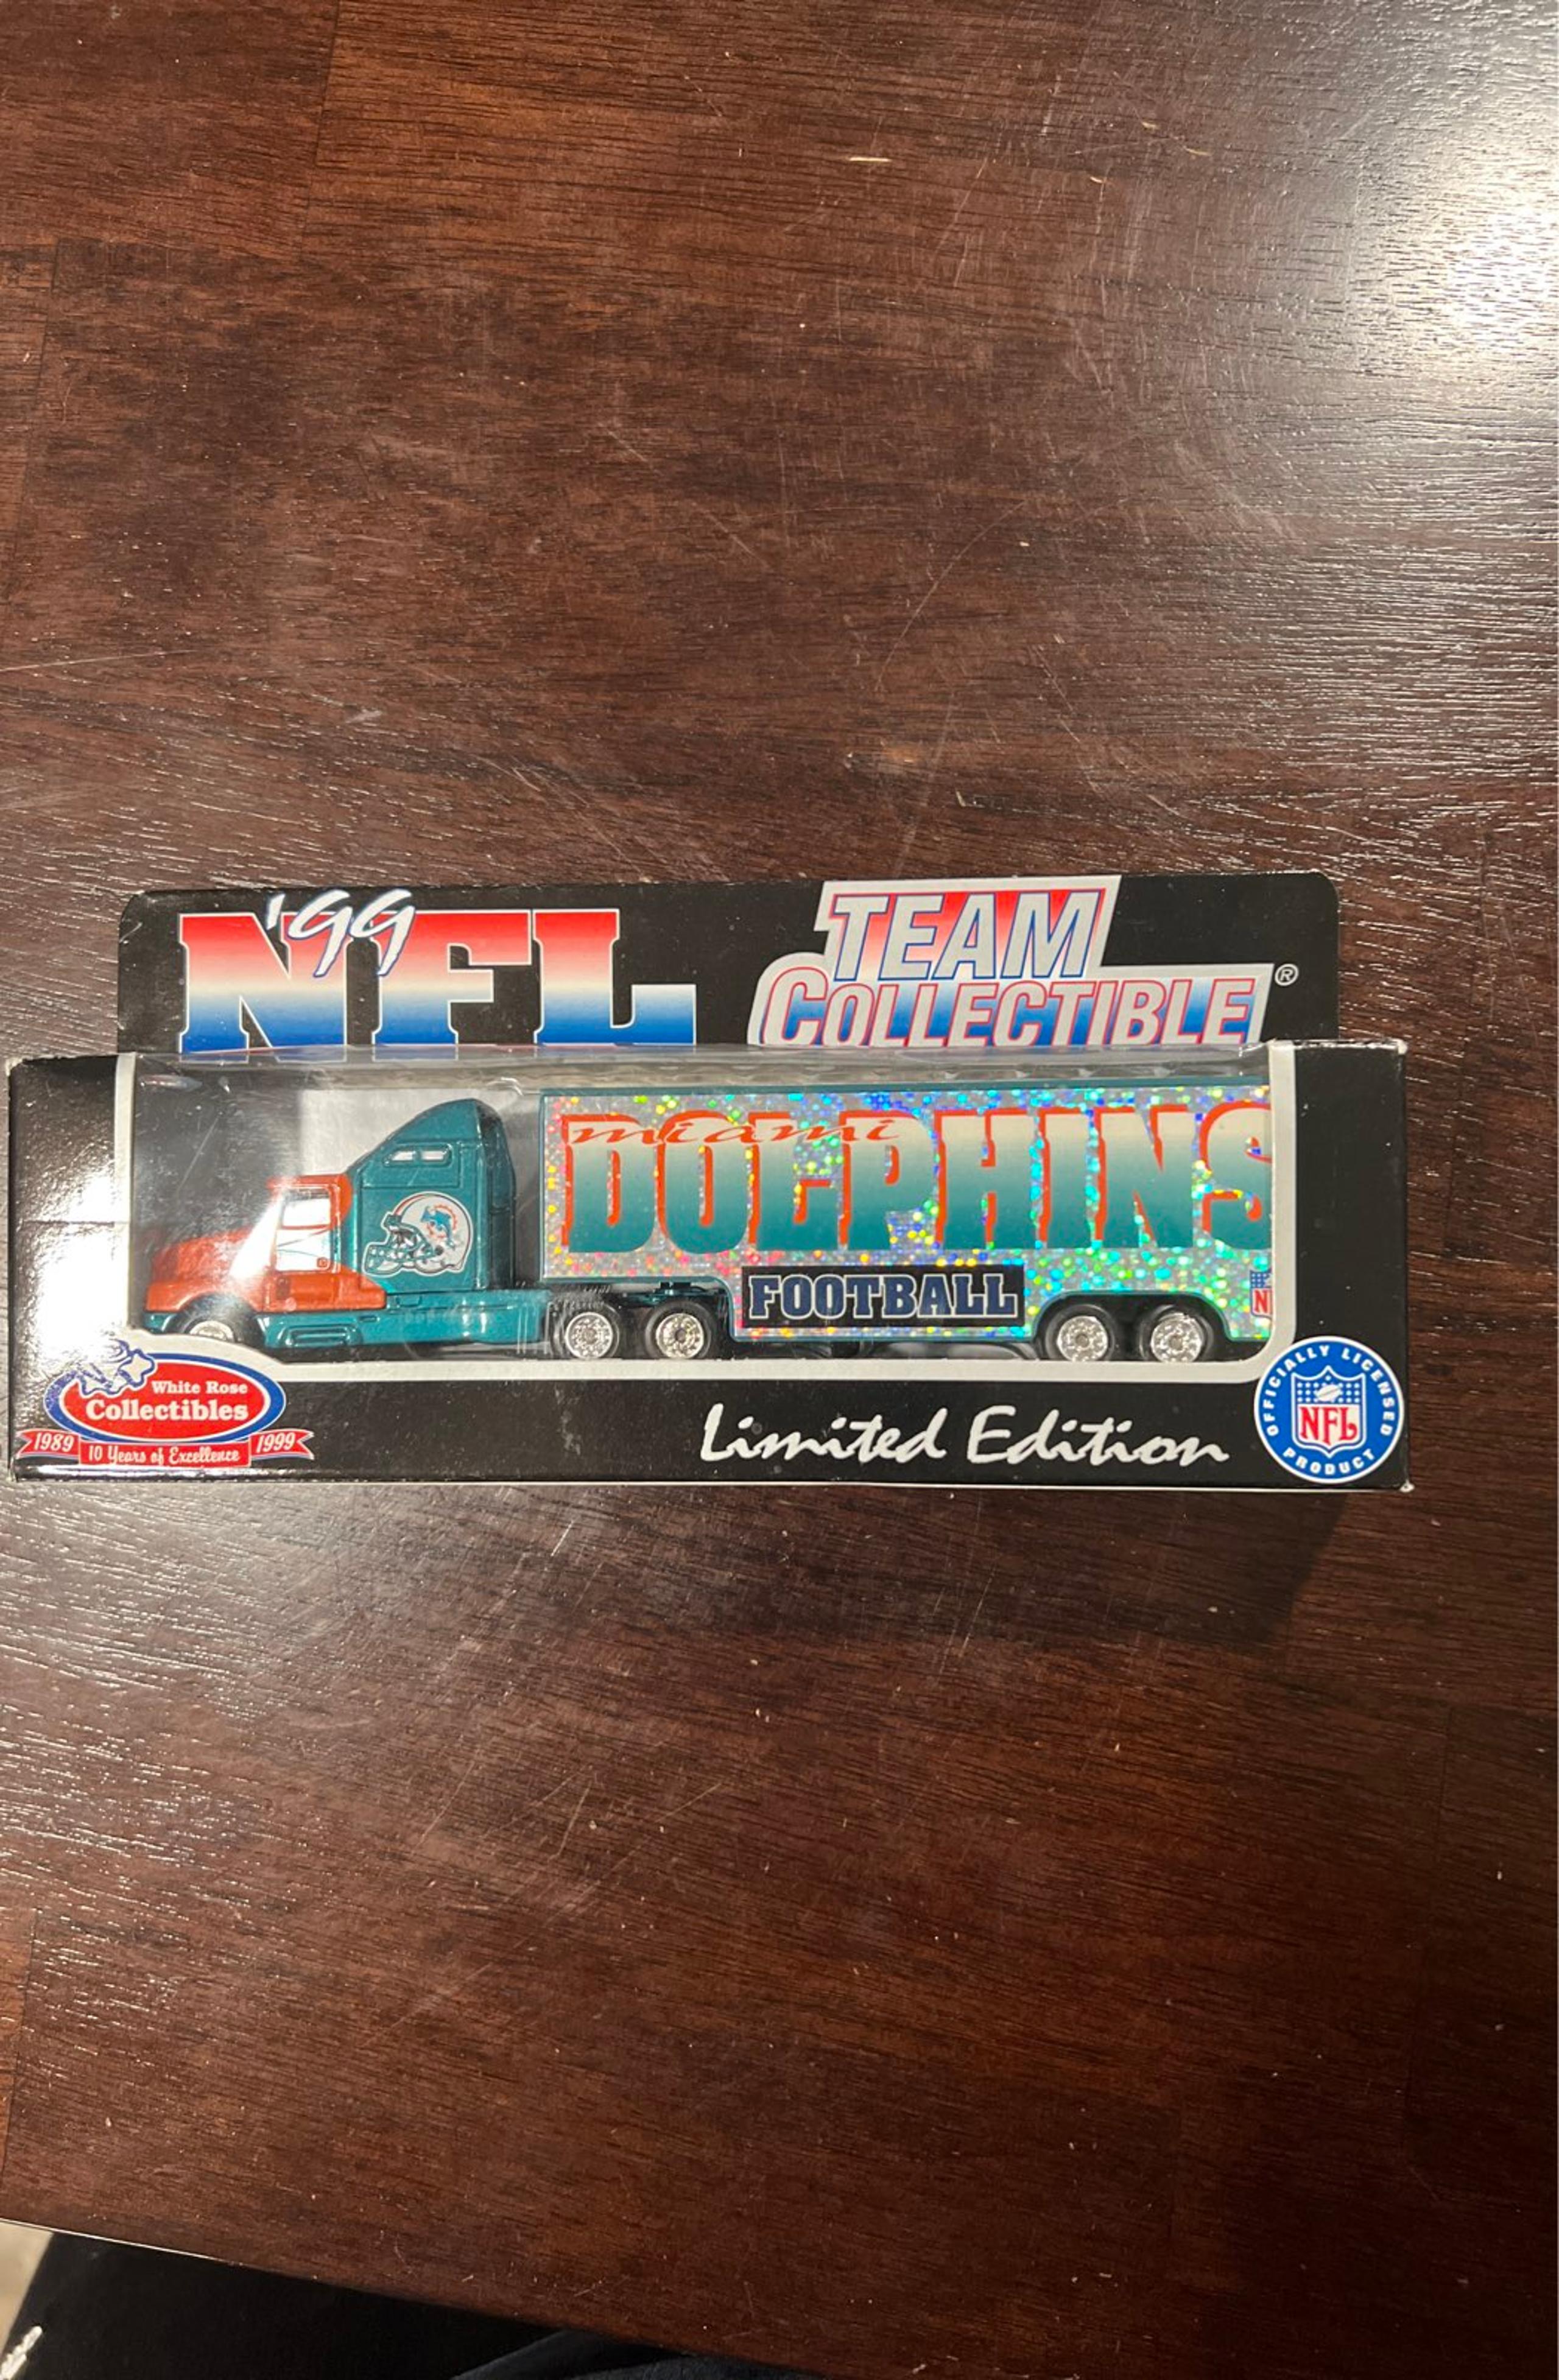 '99
NFL
TEAM
COLLECTIBLE®
miami
DOLPHINS
FOOTBALL
White Rose
Collectibles
1989 10 Years of Excellence 1999
Limited Edition
OFFICIALLY LICENSED
NFL
PRODUCT